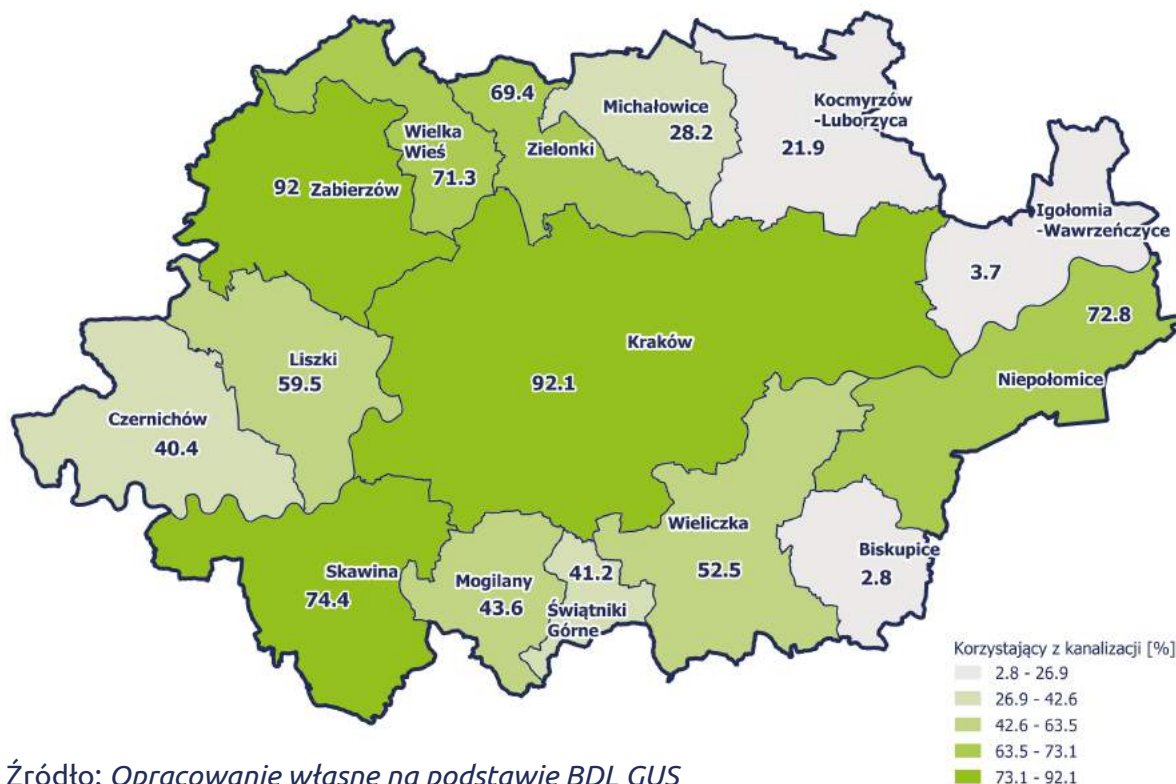 69.4
Michałowice
28.2
Kocmyrzów
-Luborzyca
21.9
Wielka
Wieś
71.3
Zielonki
92 Zabierzów
Igołomia
-Wawrzeńczyce
3.7
72.8
Niepołomice
Kraków
92.1
Liszki
59.5
Czernichów
40.4
Wieliczka
52.5
Biskupice
2.8
Skawina
74.4
Mogilany
43.6
41.2
Świątniki
Górne
Korzystający z kanalizacji [%]
2.8 - 26.9
26.9 - 42.6
42.6 - 63.5
63.5 - 73.1
73.1 - 92.1
Źródło: Opracowanie własne na podstawie BDL GUS